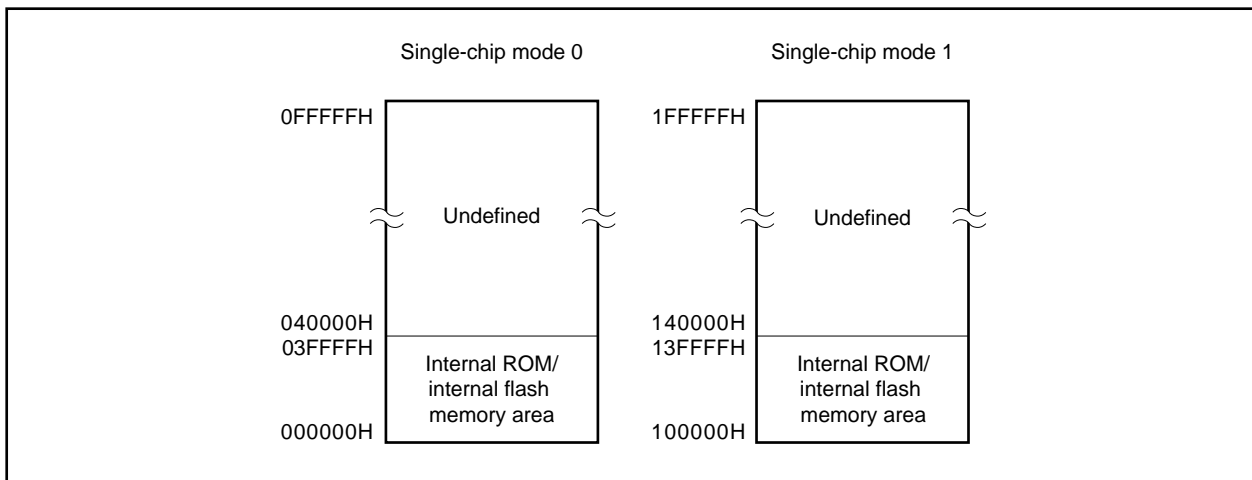 Single-chip mode 0
0FFFFFH
Undefined
040000H
03FFFFH
Internal ROM/
internal flash
memory area
000000H
Single-chip mode 1
1FFFFFH
Undefined
140000H
13FFFFH
Internal ROM/
internal flash
memory area
100000H